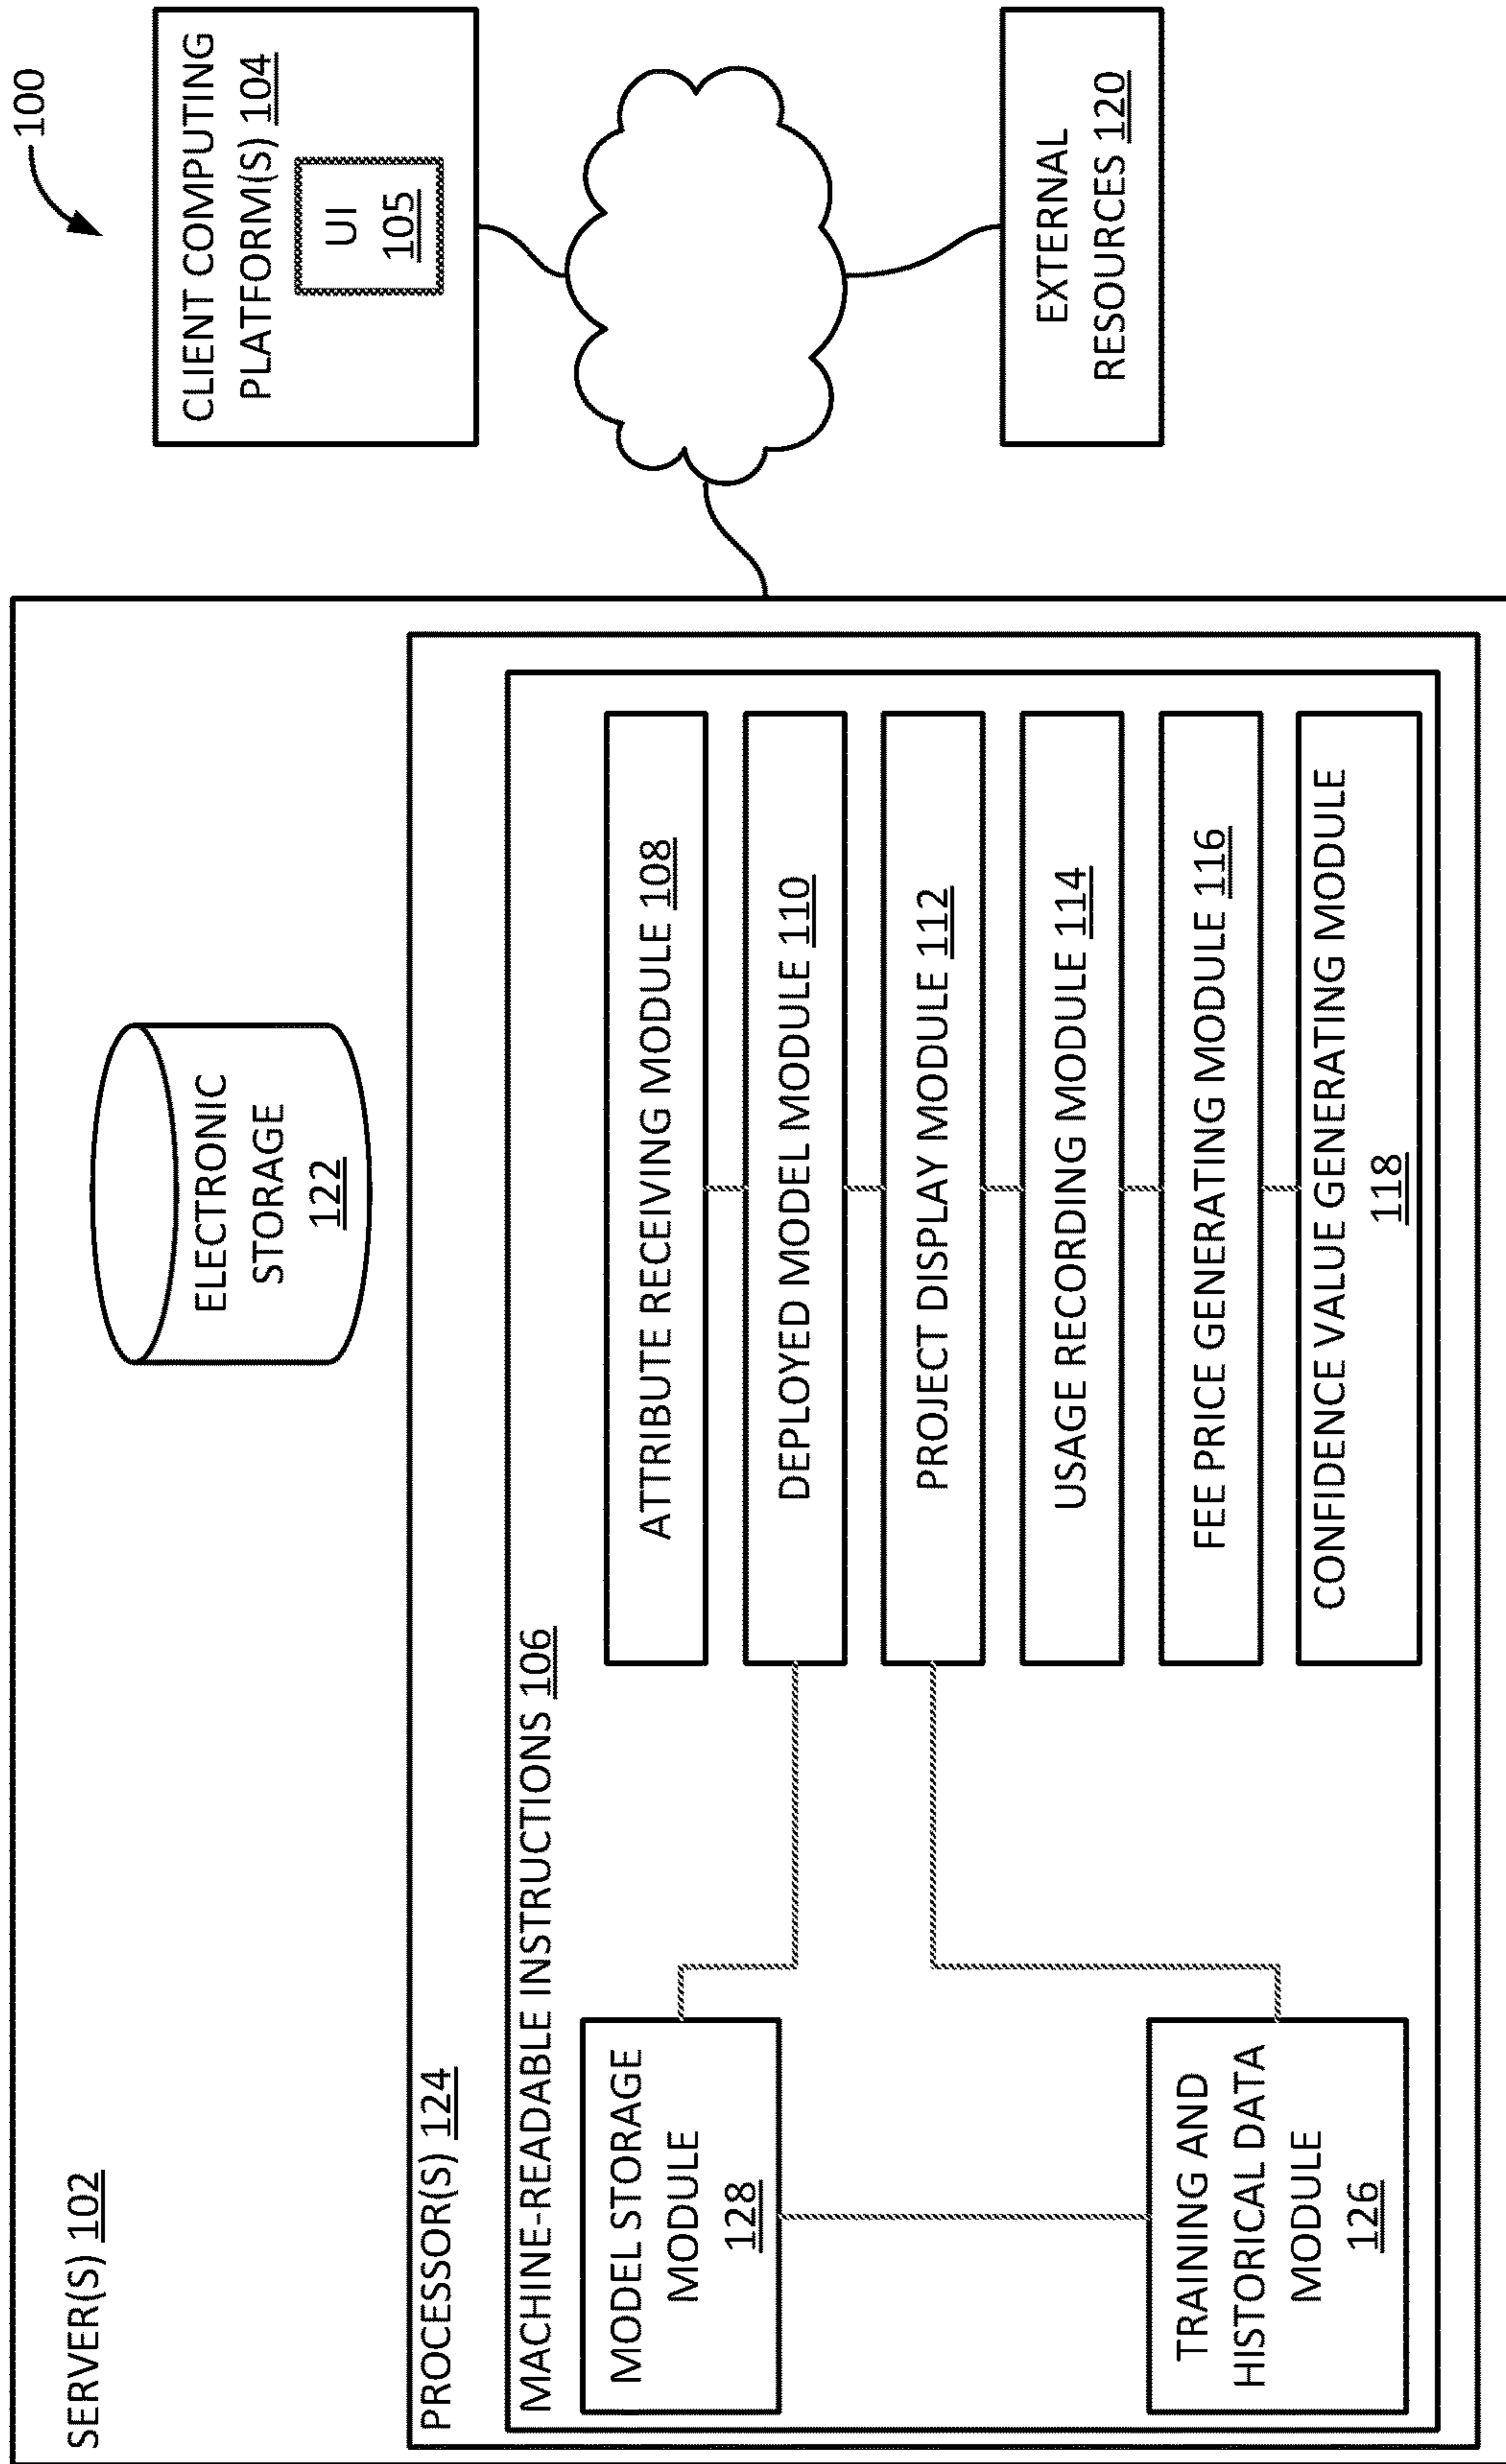 100
SERVER(S) 102
ELECTRONIC
STORAGE
122
PROCESSOR(S) 124
MACHINE-READABLE INSTRUCTIONS 106
MODEL STORAGE
MODULE
128
TRAINING AND
HISTORICAL DATA
MODULE
126
ATTRIBUTE RECEIVING MODULE 108
DEPLOYED MODEL MODULE 110
PROJECT DISPLAY MODULE 112
USAGE RECORDING MODULE 114
FEE PRICE GENERATING MODULE 116
CONFIDENCE VALUE GENERATING MODULE
118
CLIENT COMPUTING
PLATFORM(S) 104
UI
105
EXTERNAL
RESOURCES 120